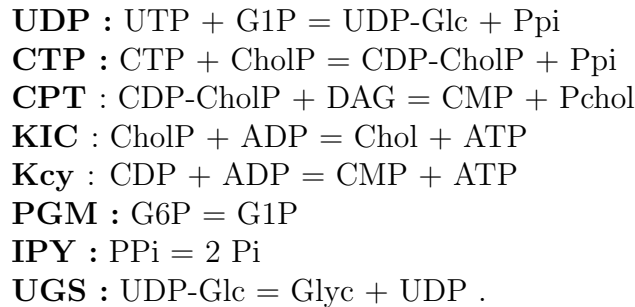 UDP : UTP + G1P = UDP-Glc + Ppi
CTP : CTP + CholP = CDP-CholP + Ppi
CPT : CDP-CholP + DAG = CMP + Pchol
KIC : CholP + ADP = Chol + ATP
Kcy : CDP + ADP = CMP + ATP
PGM : G6P = G1P
IPY : PPi = 2 Pi
UGS : UDP-Glc = Glyc + UDP .